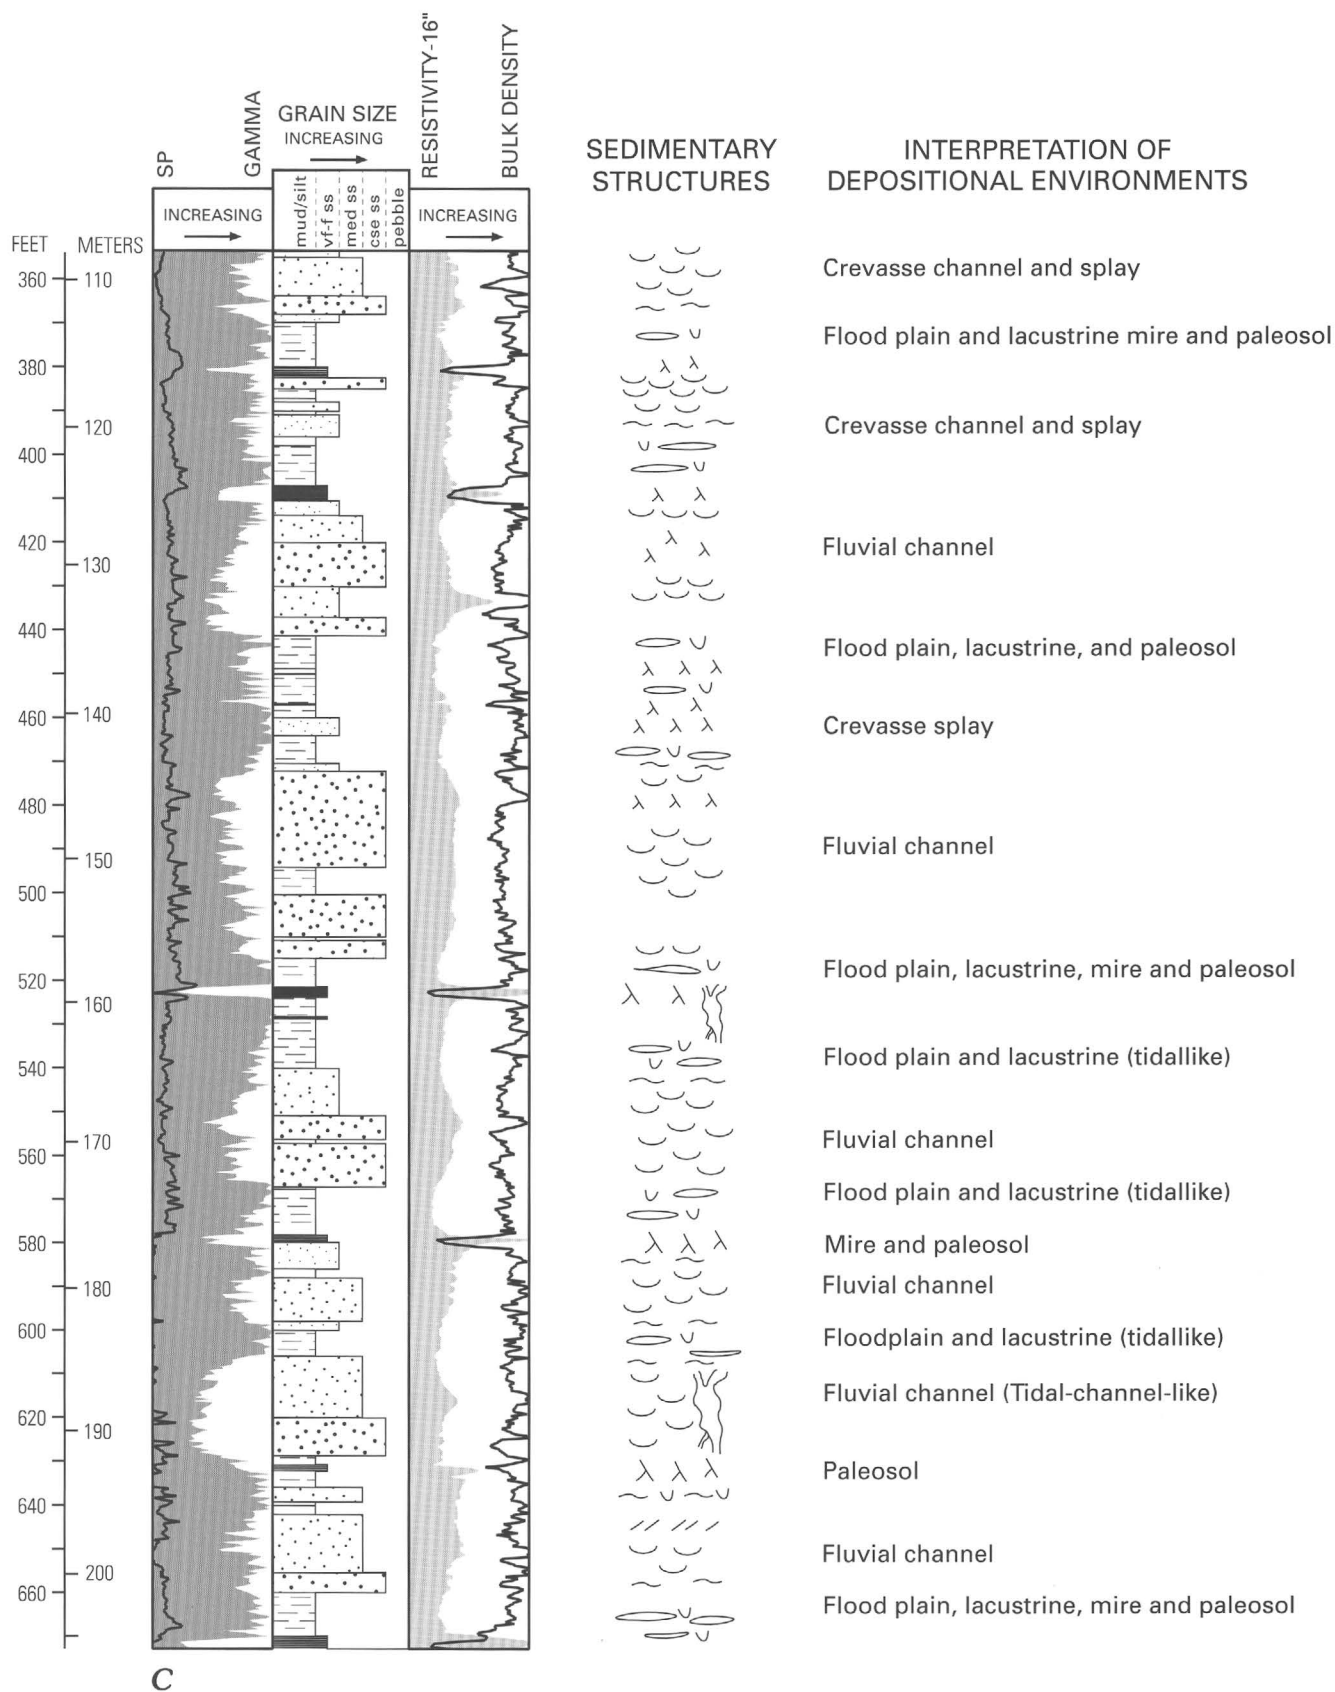 SP
GAMMA
GRAIN SIZE
INCREASING
RESISTIVITY-16"
BULK DENSITY
SEDIMENTARY
STRUCTURES
INTERPRETATION OF
DEPOSITIONAL ENVIRONMENTS
INCREASING
mud/silt
vf-f ss
med ss
cse ss
pebble
INCREASING
FEET METERS
360 110 Crevasse channel and splay
Flood plain and lacustrine mire and paleosol
380
120 Crevasse channel and splay
400
420 Fluvial channel
130
440
Flood plain, lacustrine, and paleosol
460 140 Crevasse splay
480
150 Fluvial channel
500
520 Flood plain, lacustrine, mire and paleosol
160
540 Flood plain and lacustrine (tidallike)
170 Fluvial channel
560
Flood plain and lacustrine (tidallike)
580 Mire and paleosol
180 Fluvial channel
600 Floodplain and lacustrine (tidallike)
Fluvial channel (Tidal-channel-like)
620
190
Paleosol
640
Fluvial channel
200
660 Flood plain, lacustrine, mire and paleosol
C